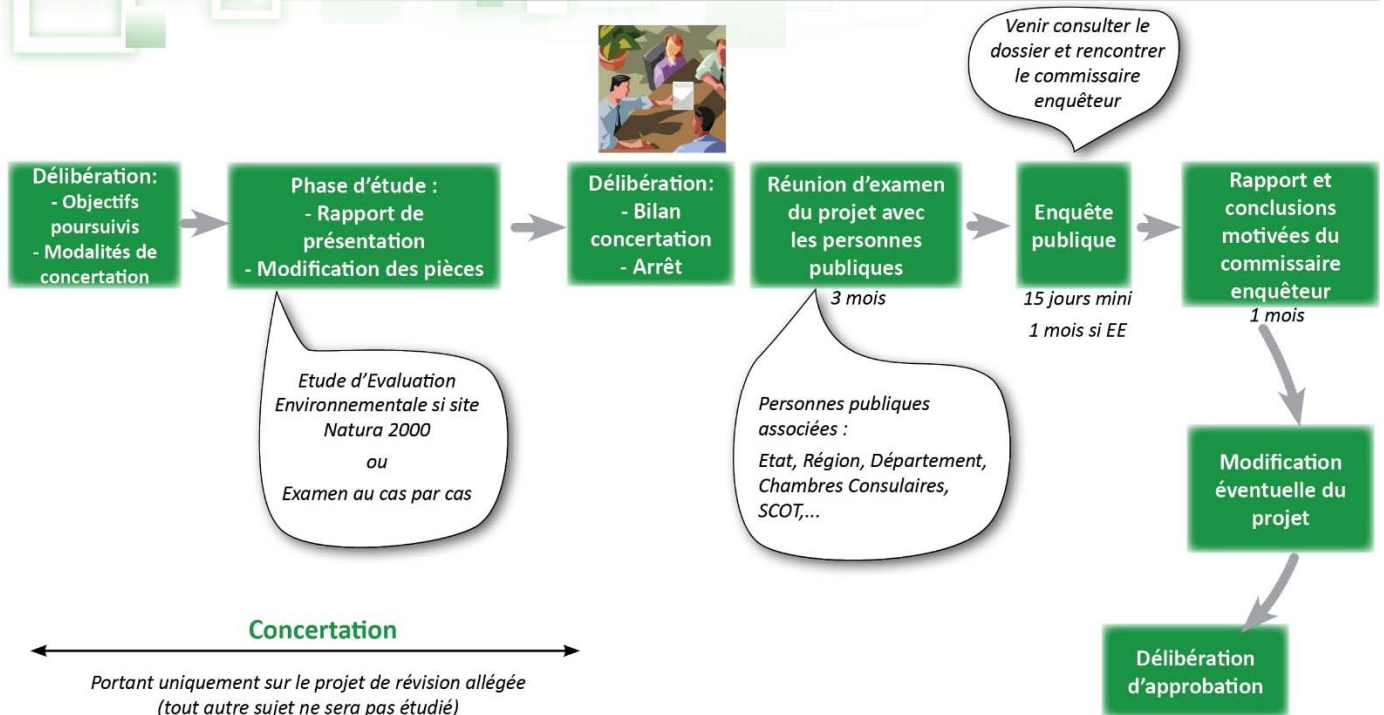 Venir consulter le
dossier et rencontrer
le commissaire
enquêteur
Délibération:
- Objectifs
poursuivis
- Modalités de
concertation
Phase d’étude :
- Rapport de
présentation
- Modification des pièces
Délibération:
- Bilan
concertation
- Arrêt
Réunion d’examen
du projet avec
les personnes
publiques
3 mois
Enquête
publique
15 jours mini
1 mois si EE
Rapport et
conclusions
motivées du
commissaire
enquêteur
1 mois
Etude d’Evaluation
Environnementale si site
Natura 2000
ou
Examen au cas par cas
Personnes publiques
associées :
Etat, Région, Département,
Chambres Consulaires,
SCOT,...
Modification
éventuelle du
projet
Délibération
d’approbation
Concertation
Portant uniquement sur le projet de révision allégée
(tout autre sujet ne sera pas étudié)